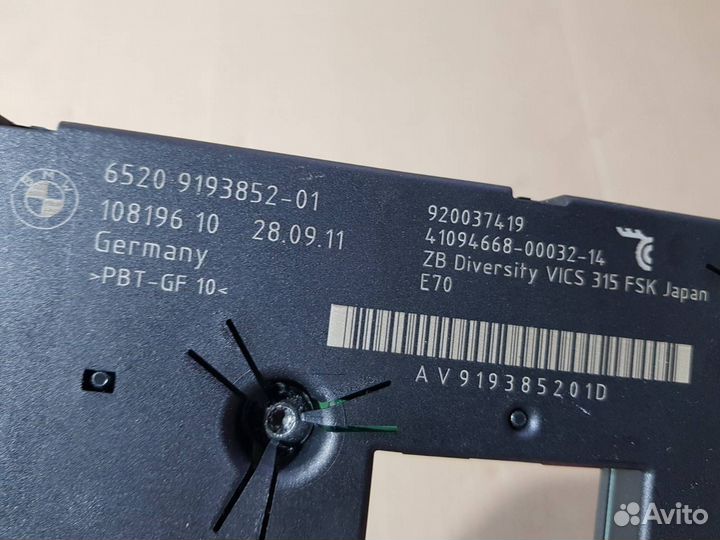 BMW
6520 9193852-01
108196 10 28.09.11
Germany
>PBT-GF 10<
920037419
41094668-00032-14
ZB Diversity VICS 315 FSK Japan
E70
AV919385201D
Avito